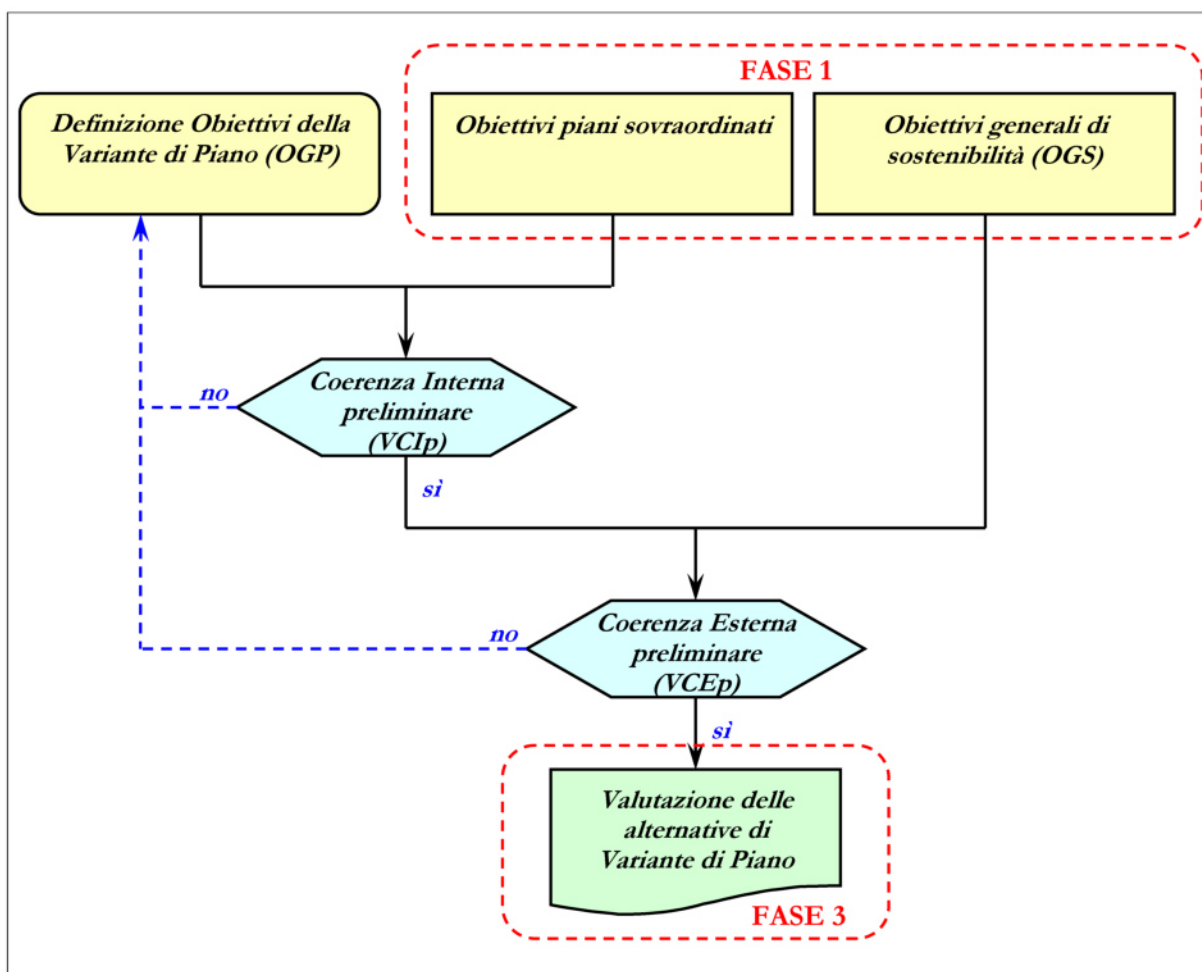 FASE 1
Definizione Obiettivi della
Variante di Piano (OGP)
Obiettivi piani sovraordinati
Obiettivi generali di
sostenibilità (OGS)
no
Coerenza Interna
preliminare
(VCIp)
sì
no
Coerenza Esterna
preliminare
(VCEp)
sì
Valutazione delle
alternative di
Variante di Piano
FASE 3